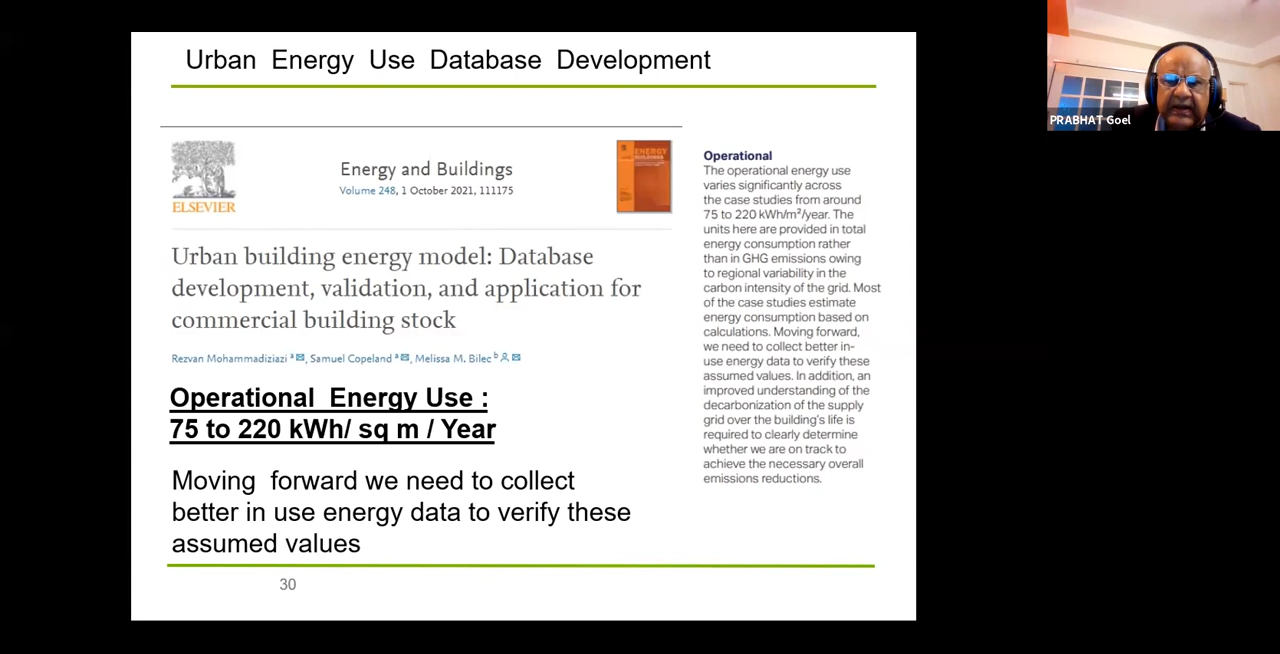 Urban Energy Use Database Development
ELSEVIER
Energy and Buildings
Volume 248, 1 October 2021, 111175
ENERGY
Urban building energy model: Database
development, validation, and application for
commercial building stock
Rezvan Mohammadiziazi a, Samuel Copeland a, Melissa M. Bilec b
Operational Energy Use :
75 to 220 kWh/ sq m / Year
Moving forward we need to collect
better in use energy data to verify these
assumed values
Operational
The operational energy use
varies significantly across
the case studies from around
75 to 220 kWh/m²/year. The
units here are provided in total
energy consumption rather
than in GHG emissions owing
to regional variability in the
carbon intensity of the grid. Most
of the case studies estimate
energy consumption based on
calculations. Moving forward,
we need to collect better in-
use energy data to verify these
assumed values. In addition, an
improved understanding of the
decarbonization of the supply
grid over the building's life is
required to clearly determine
whether we are on track to
achieve the necessary overall
emissions reductions.
30
PRABHAT Goel